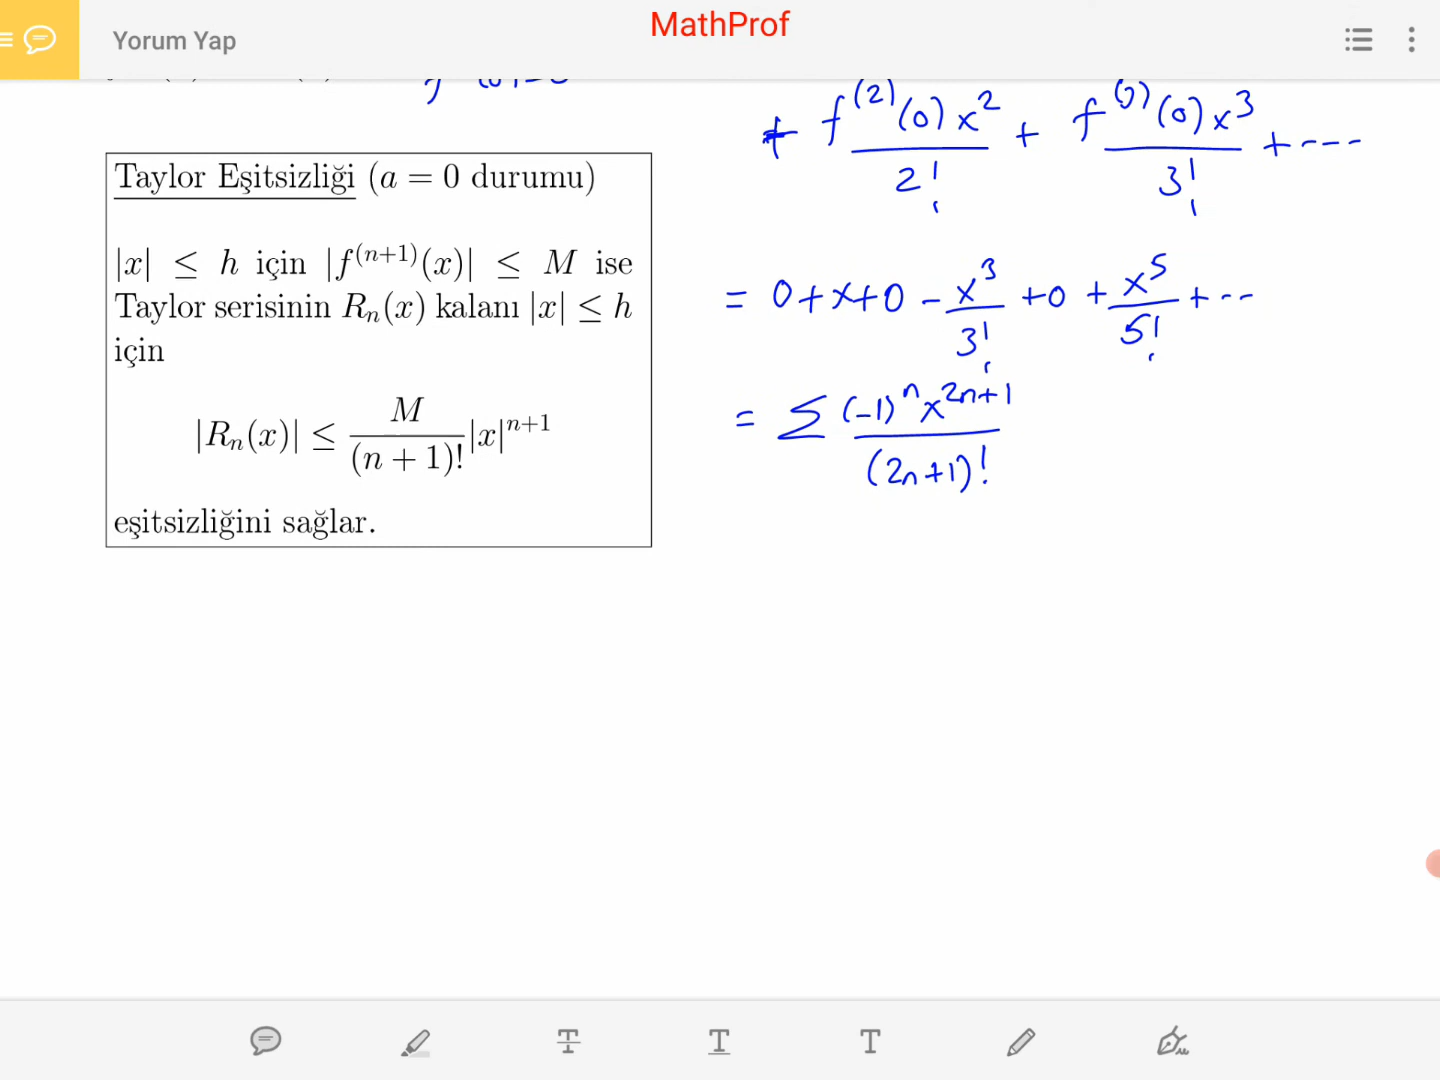 MathProf
Yorum Yap
Taylor Eşitsizliği (a = 0 durumu)
|x| ≤ h için |f^(n+1)(x)| ≤ M ise
Taylor serisinin R_n(x) kalanı |x| ≤ h
için
|R_n(x)| ≤ M/(n + 1)! |x|^(n+1)
eşitsizliğini sağlar.
+ f^(2)(0)x^2/2! + f^(3)(0)x^3/3! + ----
= 0+x+0 - x^3/3! +0 + x^5/5! + ---
= Σ (-1)^n x^(2n+1)/(2n+1)!
T
T
T